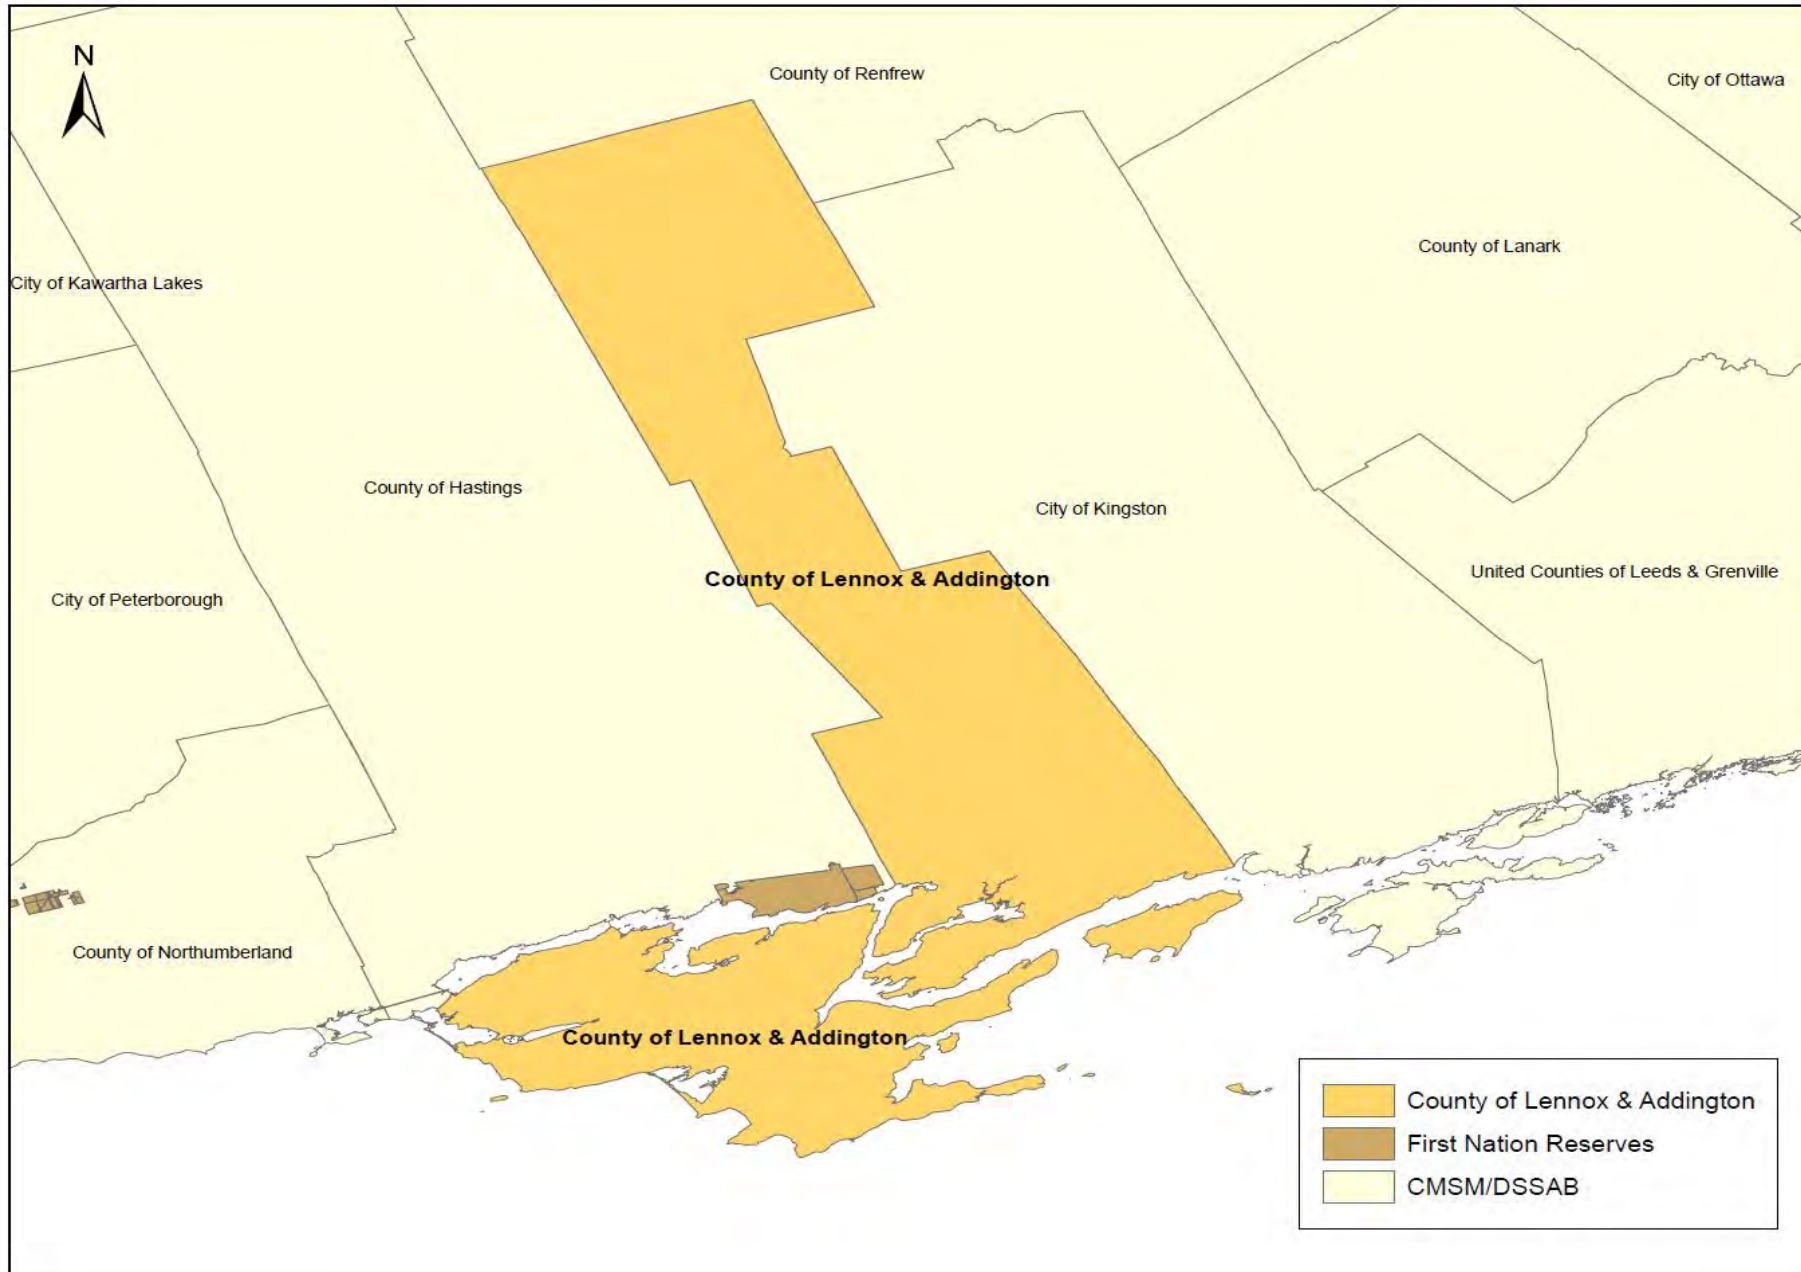 N
County of Renfrew
City of Ottawa
County of Lanark
City of Kawartha Lakes
County of Hastings
City of Kingston
United Counties of Leeds & Grenville
County of Lennox & Addington
City of Peterborough
County of Northumberland
County of Lennox & Addington
County of Lennox & Addington
First Nation Reserves
CMSM/DSSAB